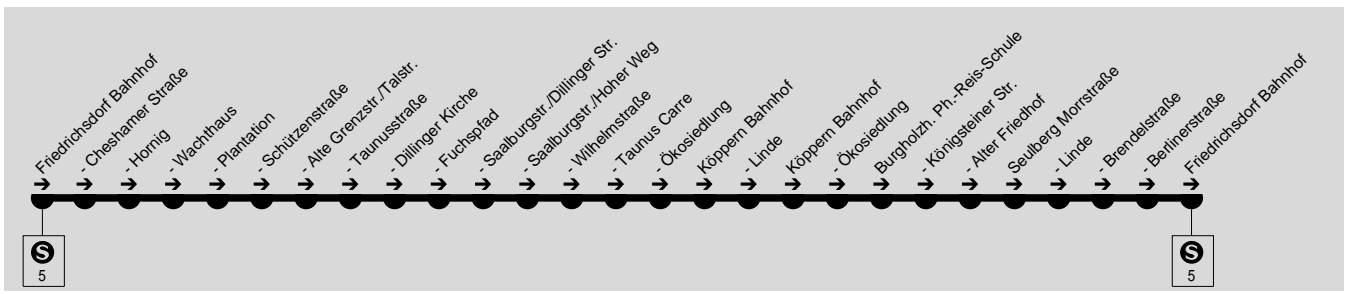 Friedrichsdorf Bahnhof
- Cheshamer Straße
- Hornig
- Wachthaus
- Plantation
- Schützenstraße
- Alte Grenzstr./Talstr.
- Taunusstraße
- Dillinger Kirche
- Fuchspfad
- Saalburgstr./Dillinger Str.
- Saalburgstr./Hoher Weg
- Wilhelmstraße
- Taunus Carre
- Ökosiedlung
Köppern Bahnhof
- Linde
Köppern Bahnhof
- Ökosiedlung
Burgholzh. Ph.-Reis-Schule
- Königsteiner Str.
- Alter Friedhof
Seulberg Morrstraße
- Linde
- Brendelstraße
- Berlinerstraße
Friedrichsdorf Bahnhof
S
5
S
5